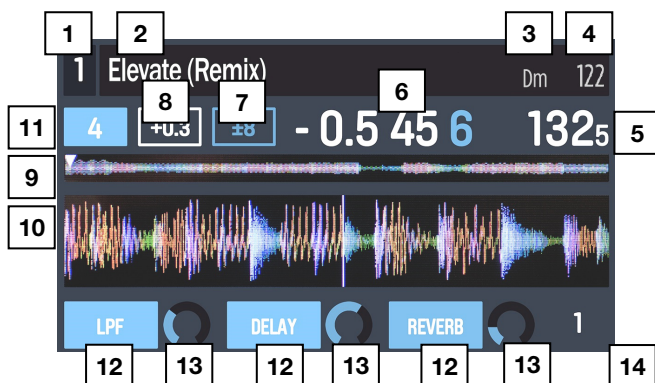 1 2 3 4
1 Elevate (Remix) Dm 122
8 7 6
11 4 +0.3 ±8 - 0.5 45 6 1325 5
9
10
LPF DELAY REVERB 1
12 13 12 13 12 13 14